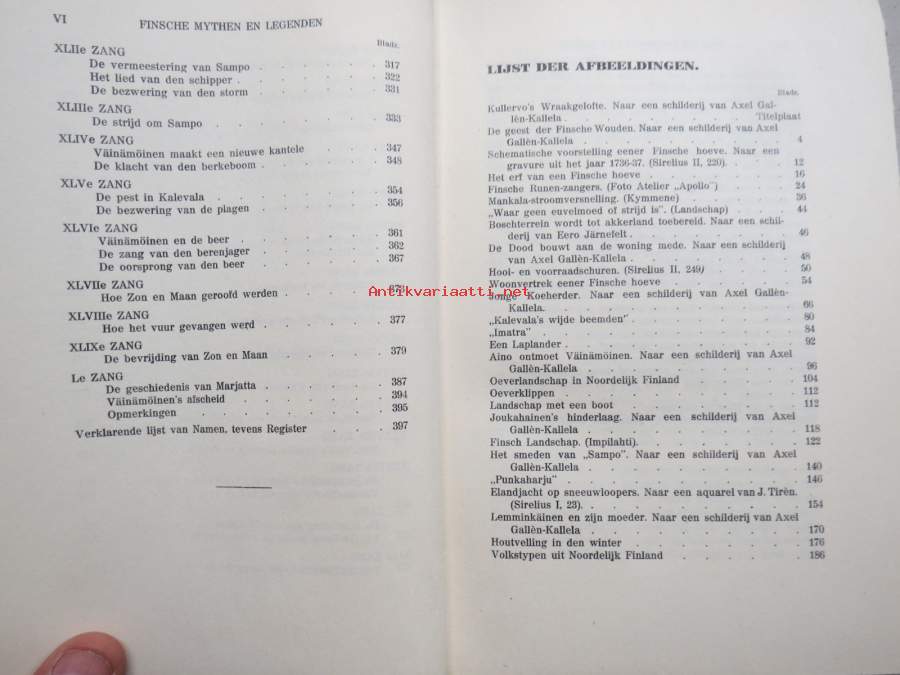 VI FINSCHE MYTHEN EN LEGENDEN
Bladz.
XLIIe ZANG
De vermeestering van Sampo . . . . . . 317
Het lied van den schipper . . . . . . 322
De bezwering van den storm . . . . . . 331
XLIIIe ZANG
De strijd om Sampo . . . . . . 333
XLIVe ZANG
Väinämöinen maakt een nieuwe kantele . . . . 347
De klacht van den berkeboom . . . . . 348
XLVe ZANG
De pest in Kalevala . . . . . . 354
De bezwering van de plagen . . . . . . 356
XLVIe ZANG
Väinämöinen en de beer . . . . . . 361
De zang van den berenjager . . . . . . 362
De oorsprong van den beer . . . . . . 367
XLVIIe ZANG
Hoe Zon en Maan geroofd werden . . . . . 373
XLVIIIe ZANG
Hoe het vuur gevangen werd . . . . . . 377
XLIXe ZANG
De bevrijding van Zon en Maan . . . . . 379
Le ZANG
De geschiedenis van Marjatta . . . . . . 387
Väinämöinen's afscheid . . . . . . 394
Opmerkingen . . . . . . 395
Verklarende lijst van Namen, tevens Register . . . 397
LIJST DER AFBEELDINGEN.
Bladz.
Kullervo's Wraakgelofte. Naar een schilderij van Axel Gal-
lèn-Kallela . . . . . . Titelplaat
De geest der Finsche Wouden. Naar een schilderij van Axel
Gallèn-Kallela . . . . . . 4
Schematische voorstelling eener Finsche hoeve. Naar een
gravure uit het jaar 1736-37. (Sirelius II, 220). . . . . 12
Het erf van een Finsche hoeve . . . . . 16
Finsche Runen-zangers. (Foto Atelier „Apollo") . . . 24
Mankala-stroomversnelling. (Kymmene) . . . . 36
„Waar geen euvelmoed of strijd is". (Landschap) . . . 44
Boschterrein wordt tot akkerland toebereid. Naar een schil-
derij van Eero Järnefelt . . . . . . 46
De Dood bouwt aan de woning mede. Naar een schilderij
van Axel Gallèn-Kallela . . . . . . 48
Hooi- en voorraadschuren. (Sirelius II, 249) . . . . 50
Woonvertrek eener Finsche hoeve . . . . . 54
Antikvariaatti.net
Jonge Koeherder. Naar een schilderij van Axel Gallèn-
Kallela. . . . . . . 66
„Kalevala's wijde beemden" . . . . . . 80
„Imatra" . . . . . . 84
Een Laplander . . . . . . 92
Aino ontmoet Väinämöinen. Naar een schilderij van Axel
Gallèn-Kallela . . . . . . 96
Oeverlandschap in Noordelijk Finland . . . . 104
Oeverklippen . . . . . . 112
Landschap met een boot . . . . . . 112
Joukahainen's hinderlaag. Naar een schilderij van Axel
Gallèn-Kallela . . . . . . 118
Finsch Landschap. (Impilahti). . . . . . 122
Het smeden van „Sampo". Naar een schilderij van Axel
Gallèn-Kallela . . . . . . 140
„Punkaharju" . . . . . . 146
Elandjacht op sneeuwloopers. Naar een aquarel van J. Tirèn.
(Sirelius I, 23). . . . . . . 154
Lemminkäinen en zijn moeder. Naar een schilderij van Axel
Gallèn-Kallela . . . . . . 170
Houtvelling in den winter . . . . . . 176
Volkstypen uit Noordelijk Finland . . . . . 186